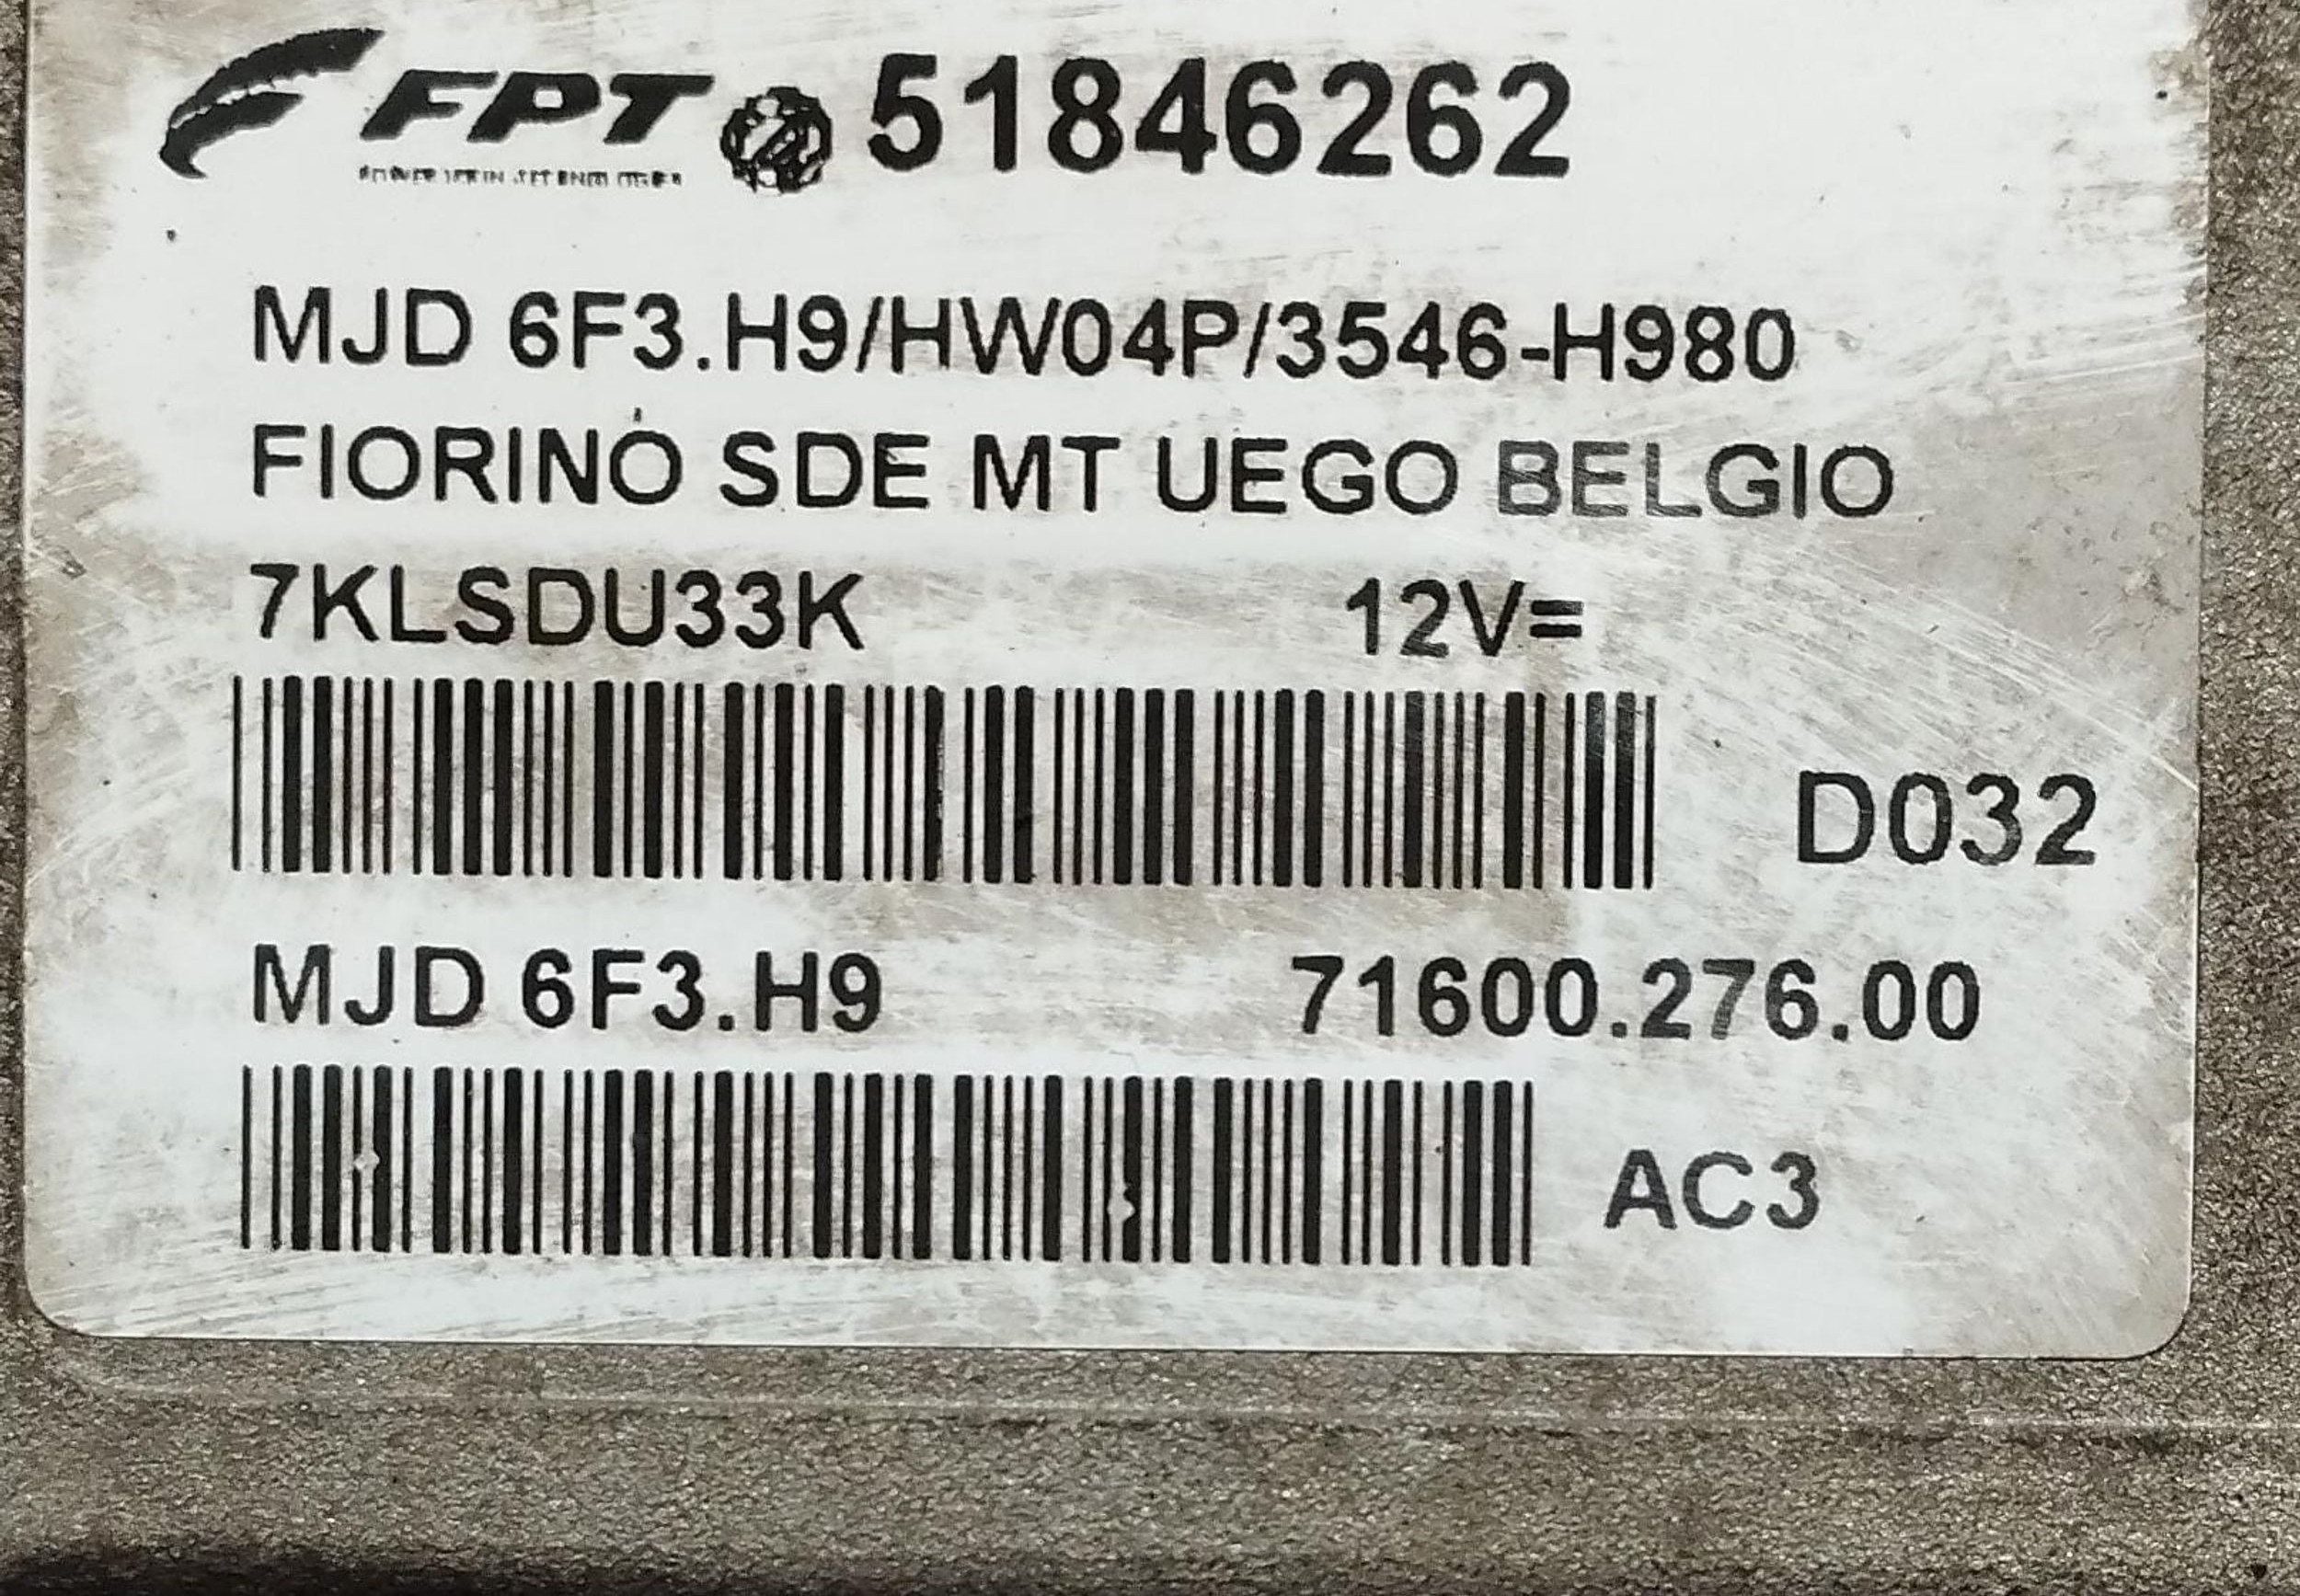 FPT 51846262
MJD 6F3.H9/HW04P/3546-H980
FIORINO SDE MT UEGO BELGIO
7KLSDU33K 12V=
D032
MJD 6F3.H9 71600.276.00
AC3